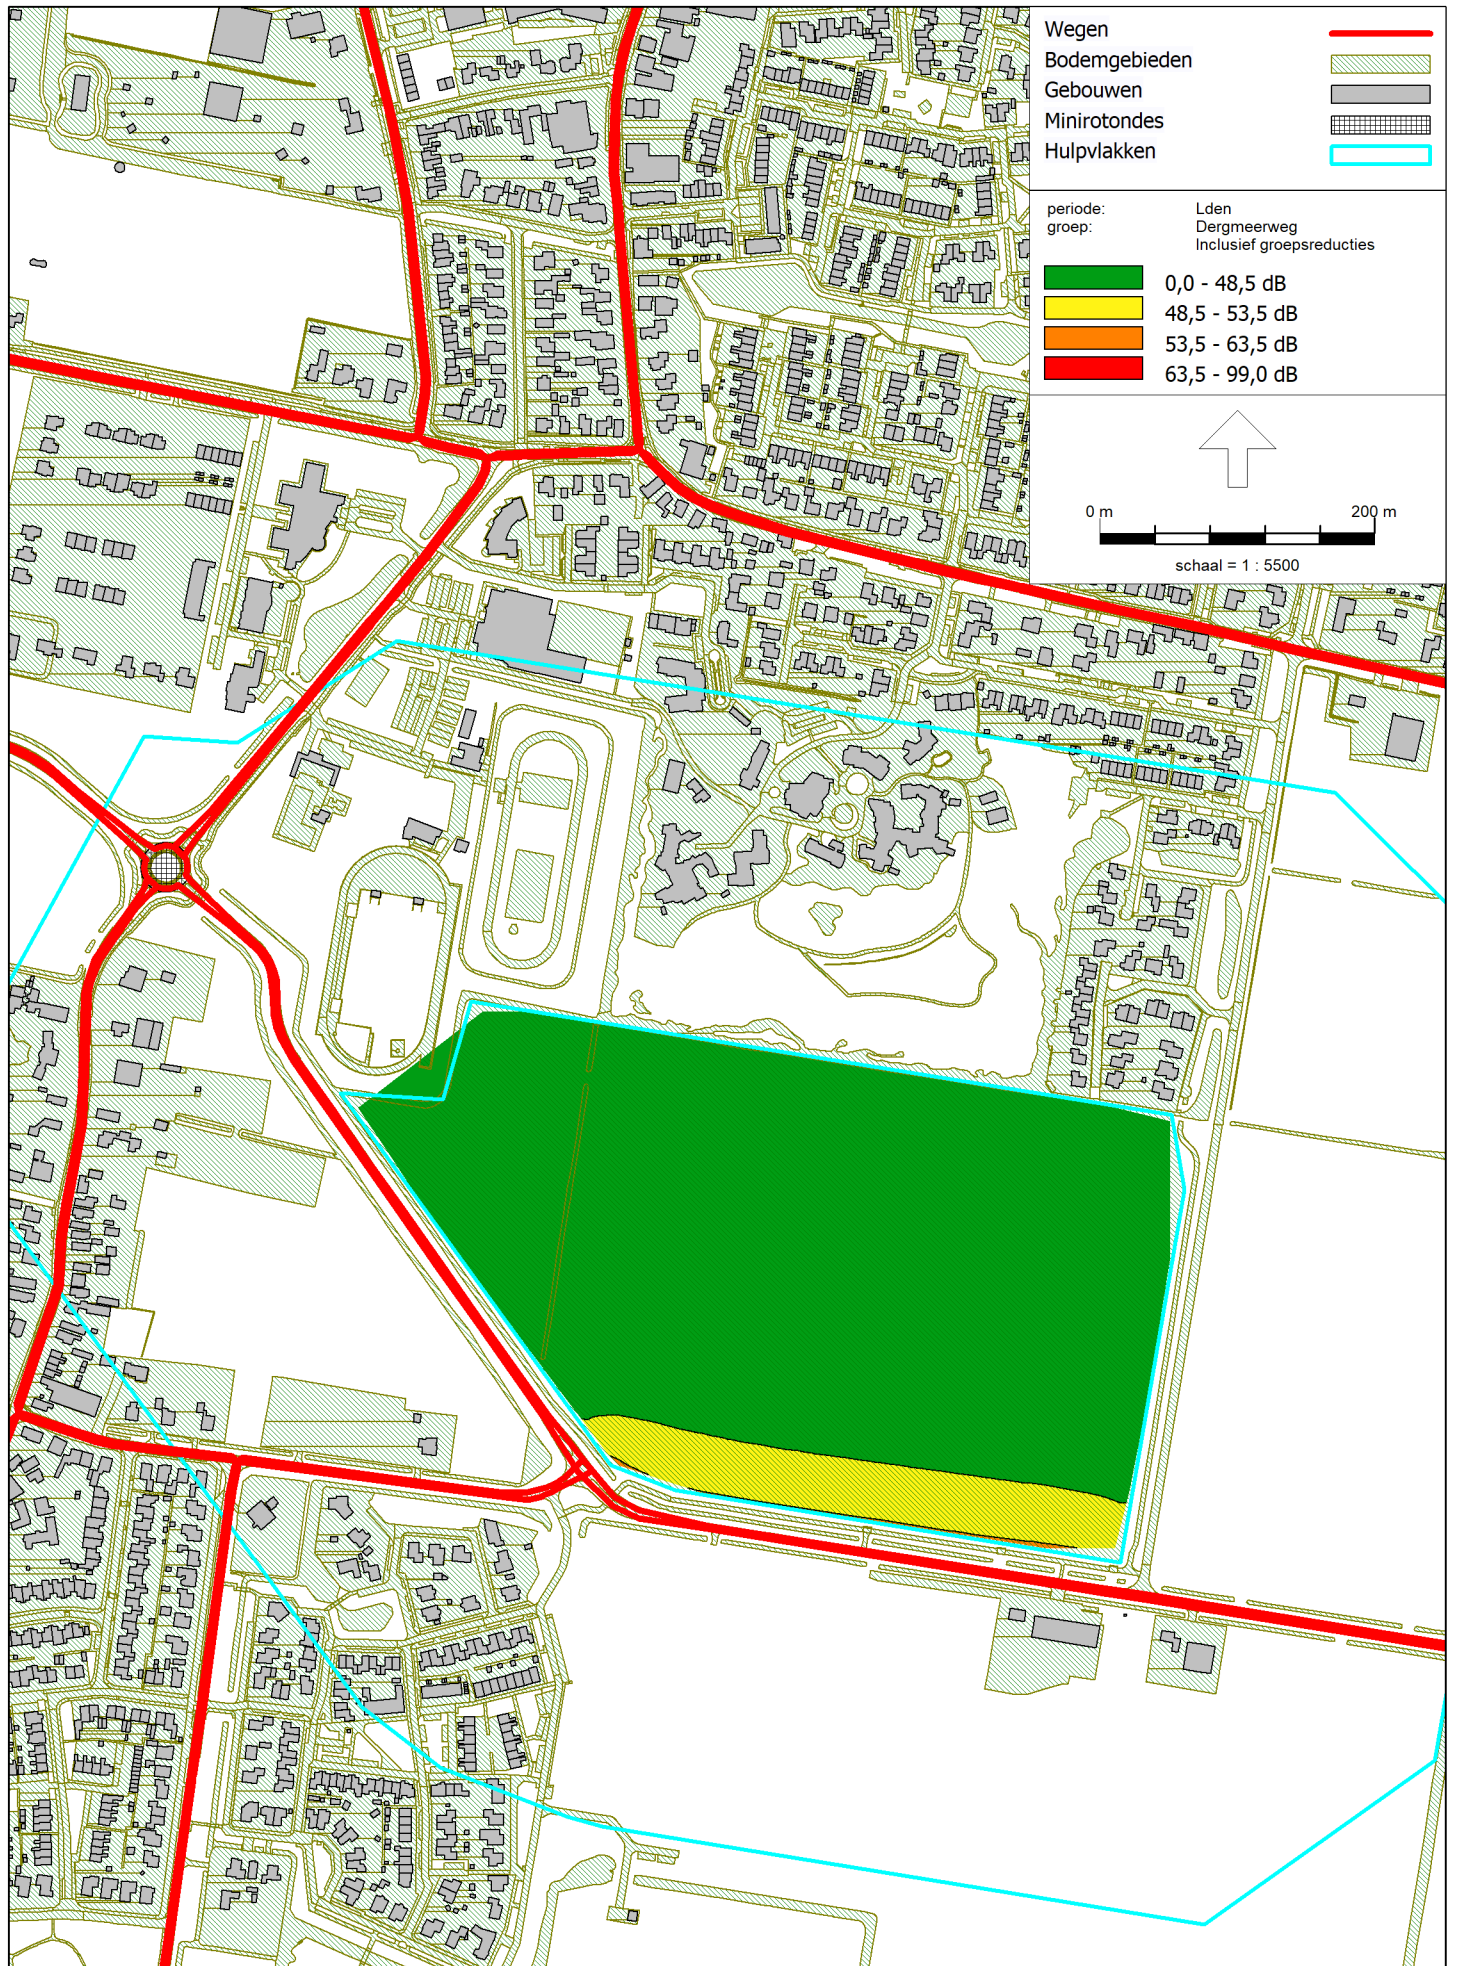 Wegen
Bodemgebieden
Gebouwen
Minirotondes
Hulpvlakken
periode: Lden
groep: Dergmeerweg
Inclusief groepsreducties
0,0 - 48,5 dB
48,5 - 53,5 dB
53,5 - 63,5 dB
63,5 - 99,0 dB
0 m 200 m
schaal = 1 : 5500